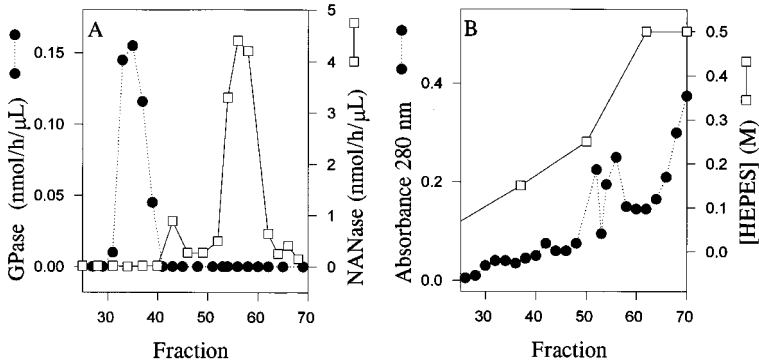 A
GPase (nmol/h/μL)
0.15
0.10
0.05
0.00
30 40 50 60 70
Fraction
5
4
3
2
1
0
NANase (nmol/h/μL)
B
Absorbance 280 nm
0.4
0.2
0.0
30 40 50 60 70
Fraction
0.5
0.4
0.3
0.2
0.1
0.0
[HEPES] (M)